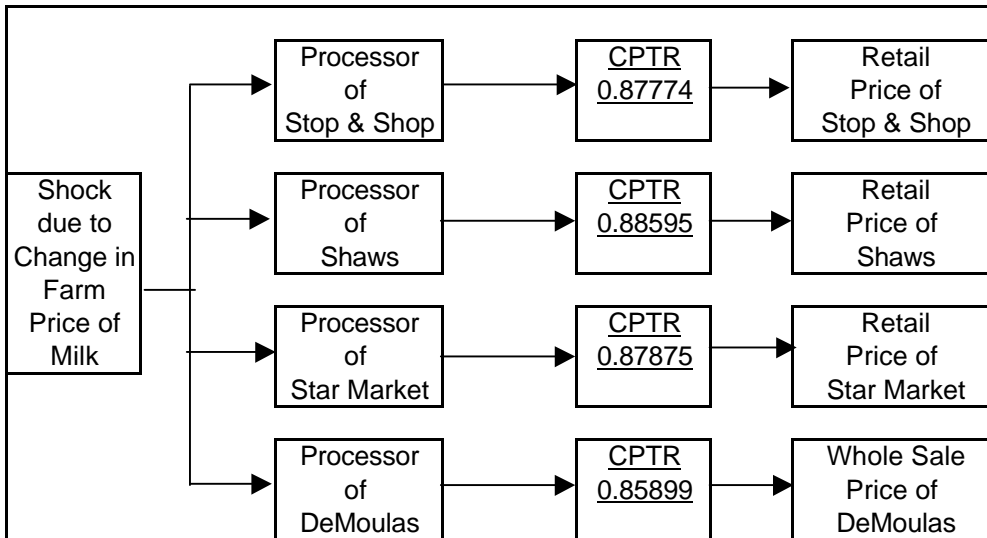 Processor
of
Stop & Shop
CPTR
0.87774
Retail
Price of
Stop & Shop
Shock
due to
Change in
Farm
Price of
Milk
Processor
of
Shaws
CPTR
0.88595
Retail
Price of
Shaws
Processor
of
Star Market
CPTR
0.87875
Retail
Price of
Star Market
Processor
of
DeMoulas
CPTR
0.85899
Whole Sale
Price of
DeMoulas